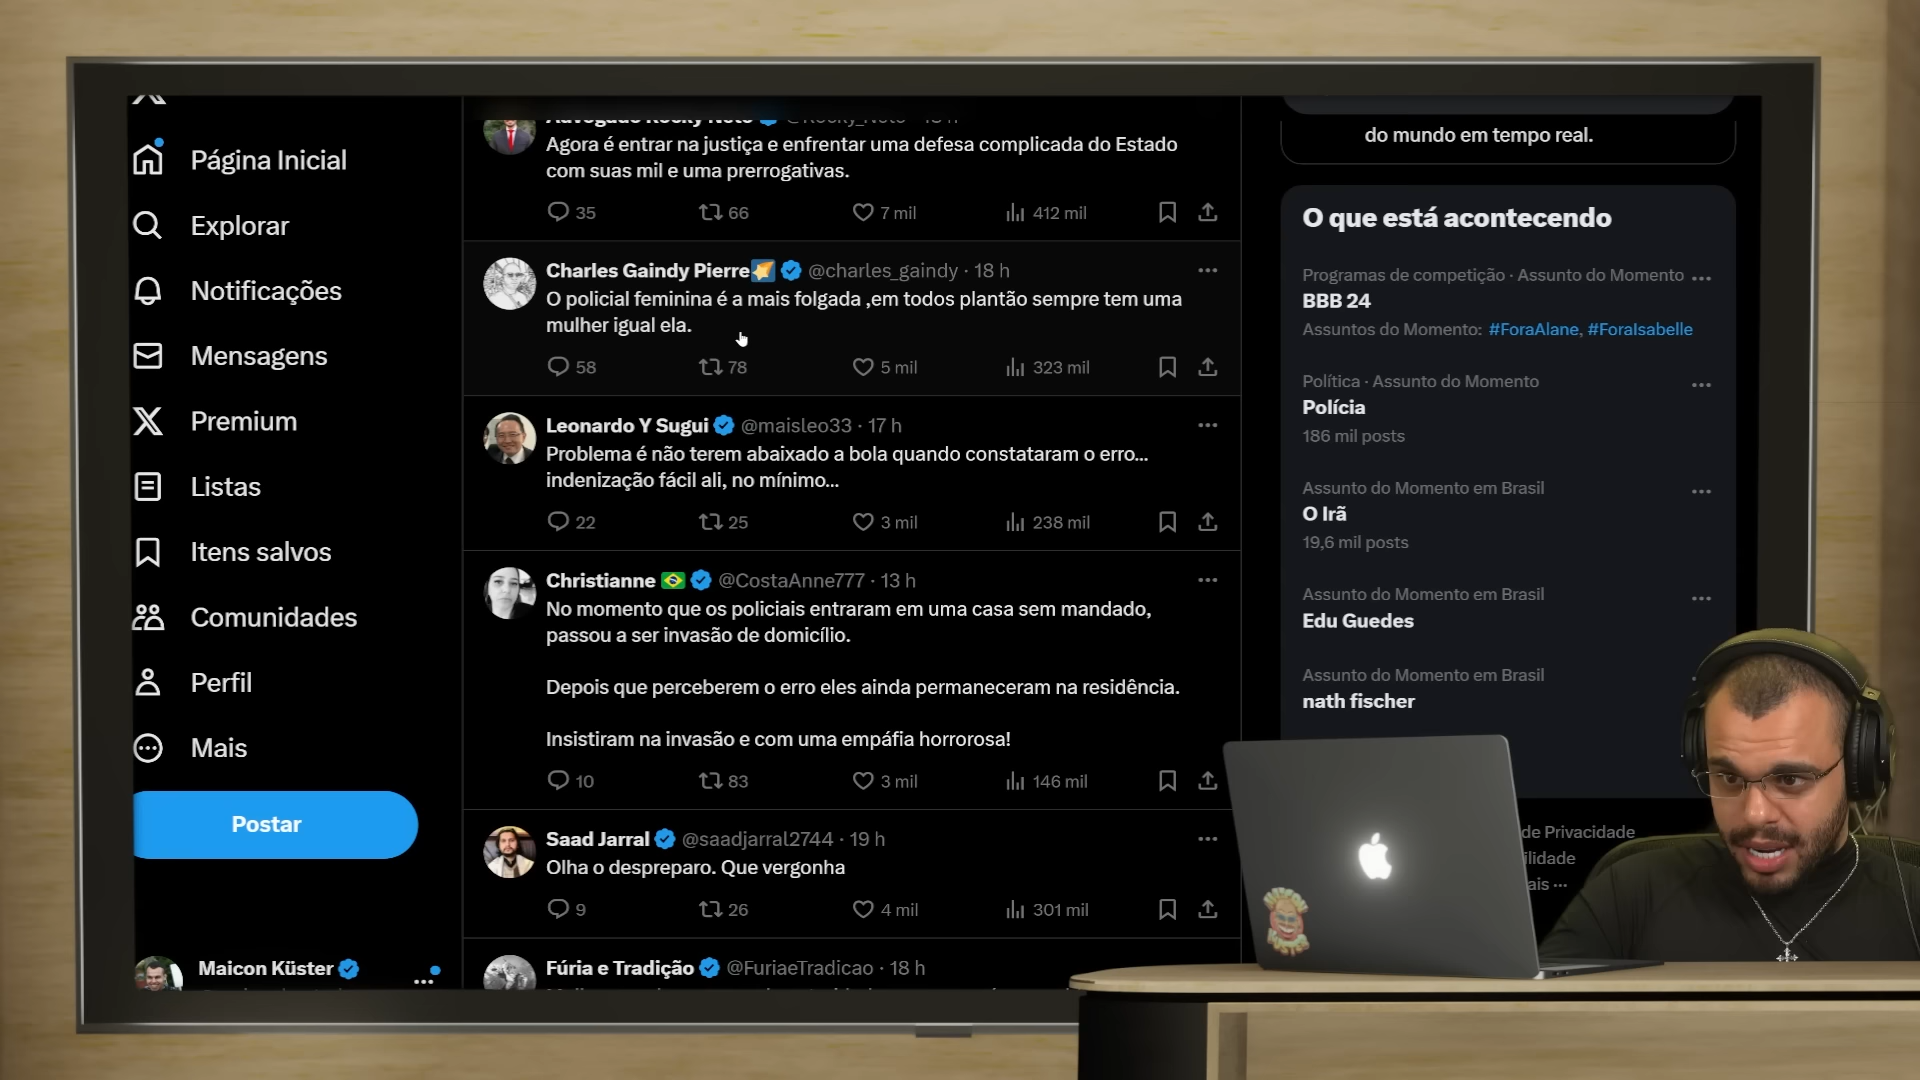 Página Inicial
Explorar
Notificações
Mensagens
Premium
Listas
Itens salvos
Comunidades
Perfil
Mais
Postar
Maicon Küster
Advogado Rocky Neto
Agora é entrar na justiça e enfrentar uma defesa complicada do Estado
com suas mil e uma prerrogativas.
35 66 7 mil 412 mil
Charles Gaindy Pierre @charles_gaindy · 18 h
O policial feminina é a mais folgada ,em todos plantão sempre tem uma
mulher igual ela.
58 78 5 mil 323 mil
Leonardo Y Sugui @maisleo33 · 17 h
Problema é não terem abaixado a bola quando constataram o erro...
indenização fácil ali, no mínimo...
22 25 3 mil 238 mil
Christianne @CostaAnne777 · 13 h
No momento que os policiais entraram em uma casa sem mandado,
passou a ser invasão de domicílio.
Depois que perceberem o erro eles ainda permaneceram na residência.
Insistiram na invasão e com uma empáfia horrorosa!
10 83 3 mil 146 mil
Saad Jarral @saadjarral2744 · 19 h
Olha o despreparo. Que vergonha
9 26 4 mil 301 mil
Fúria e Tradição @FuriaeTradicao · 18 h
do mundo em tempo real.
O que está acontecendo
Programas de competição · Assunto do Momento
BBB 24
Assuntos do Momento: #ForaAlane, #ForaIsabelle
Política · Assunto do Momento
Polícia
186 mil posts
Assunto do Momento em Brasil
O Irã
19,6 mil posts
Assunto do Momento em Brasil
Edu Guedes
Assunto do Momento em Brasil
nath fischer
de Privacidade
ilidade
ais ...